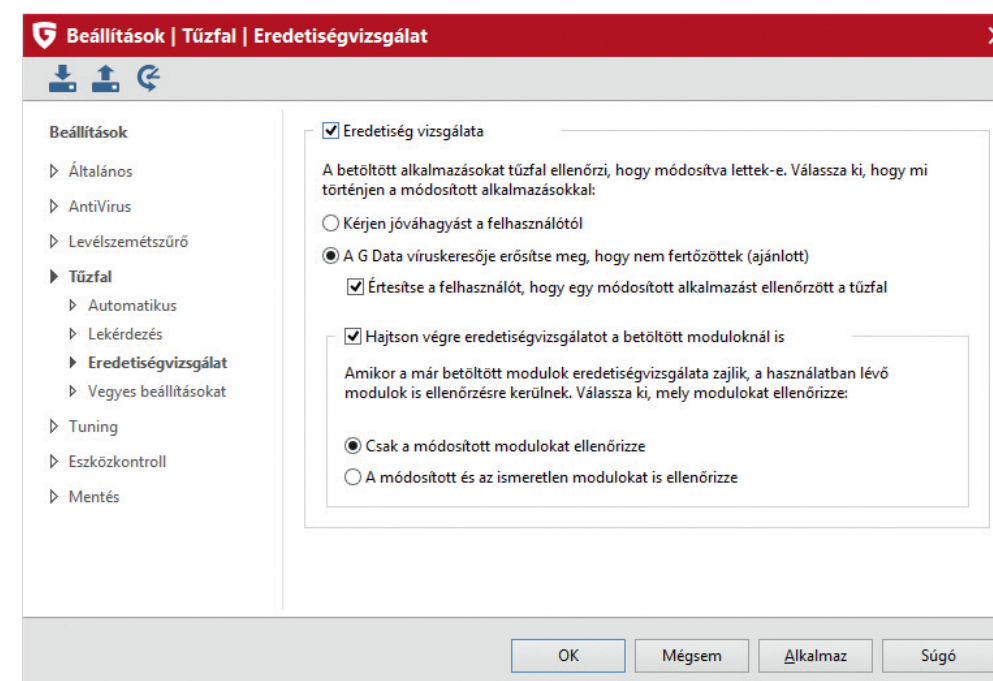 Beállítások | Tűzfal | Eredetiségvizsgálat
Beállítások
Általános
AntiVirus
Levélszemétszűrő
Tűzfal
Automatikus
Lekérdezés
Eredetiségvizsgálat
Vegyes beállításokat
Tuning
Eszközkontroll
Mentés
Eredetiség vizsgálata
A betöltött alkalmazásokat tűzfal ellenőrzi, hogy módosítva lettek-e. Válassza ki, hogy mi
történjen a módosított alkalmazásokkal:
Kérjen jóváhagyást a felhasználótól
A G Data víruskeresője erősítse meg, hogy nem fertőzöttek (ajánlott)
Értesítse a felhasználót, hogy egy módosított alkalmazást ellenőrzött a tűzfal
Hajtson végre eredetiségvizsgálatot a betöltött moduloknál is
Amikor a már betöltött modulok eredetiségvizsgálata zajlik, a használatban lévő
modulok is ellenőrzésre kerülnek. Válassza ki, mely modulokat ellenőrizze:
Csak a módosított modulokat ellenőrizze
A módosított és az ismeretlen modulokat is ellenőrizze
OK
Mégsem
Alkalmaz
Súgó